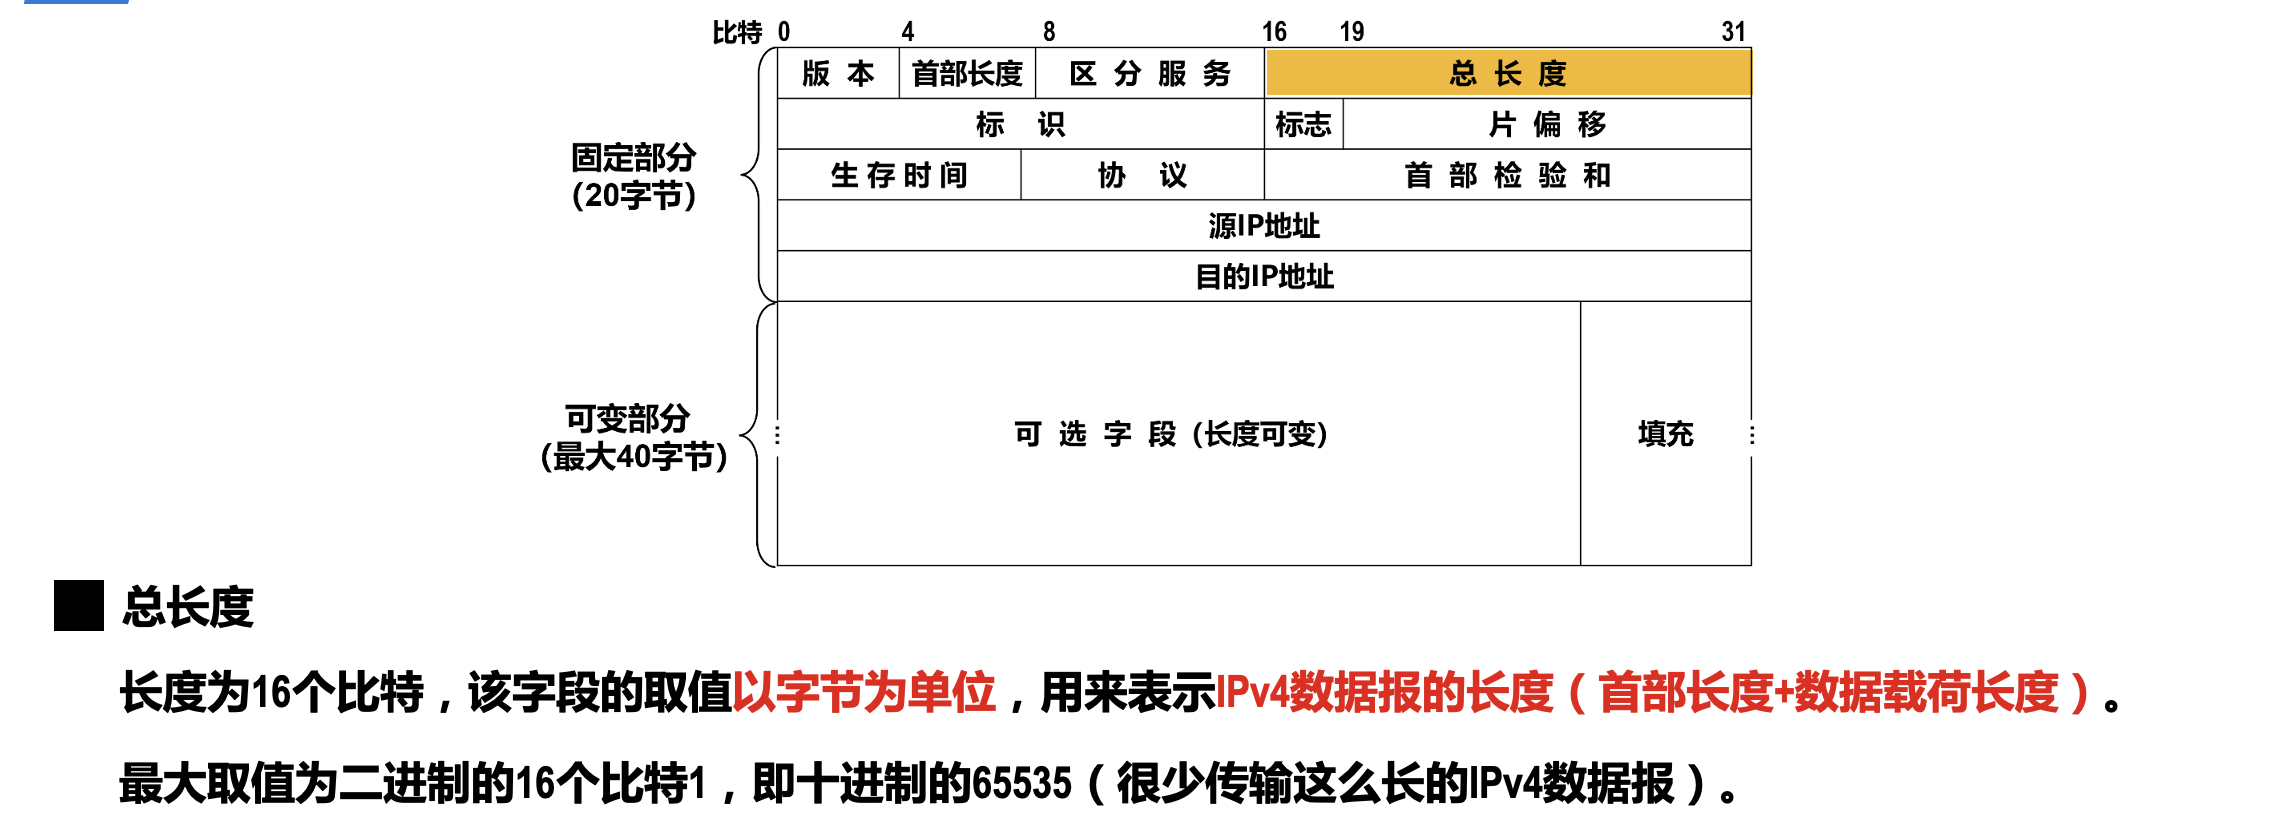 比特 0 4 8 16 19 31
版 本 首部长度 区 分 服 务 总 长 度
标 识 标志 片 偏 移
固定部分
(20字节)
生 存 时 间 协 议 首 部 检 验 和
源IP地址
目的IP地址
可变部分
(最大40字节)
可 选 字 段 (长度可变)
填充
总长度
长度为16个比特，该字段的取值以字节为单位，用来表示IPv4数据报的长度（首部长度+数据载荷长度）。
最大取值为二进制的16个比特1，即十进制的65535（很少传输这么长的IPv4数据报）。